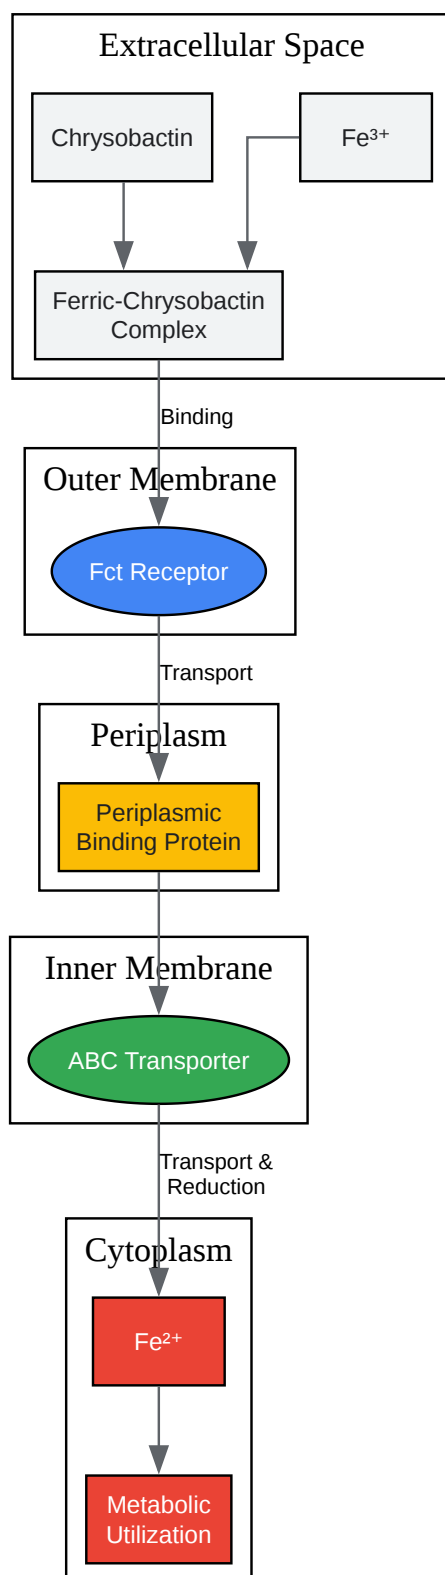 Extracellular Space
Chrysobactin
Fe³⁺
Ferric-Chrysobactin
Complex
Binding
Outer Membrane
Fct Receptor
Transport
Periplasm
Periplasmic
Binding Protein
Inner Membrane
ABC Transporter
Transport &
Reduction
Cytoplasm
Fe²⁺
Metabolic
Utilization